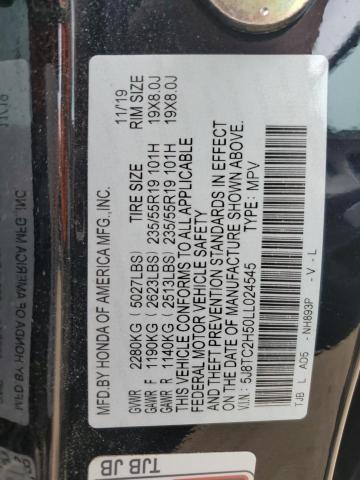 MFD.BY HONDA OF AMERICA MFG.,INC. 11/19
TIRE SIZE RIM SIZE
GVWR 2280KG (5027LBS)
GAWR F 1190KG (2623LBS) 235/55R19 101H 19X8.0J
GAWR R 1140KG (2513LBS) 235/55R19 101H 19X8.0J
THIS VEHICLE CONFORMS TO ALL APPLICABLE
FEDERAL MOTOR VEHICLE SAFETY
AND THEFT PREVENTION STANDARDS IN EFFECT
ON THE DATE OF MANUFACTURE SHOWN ABOVE.
V.I.N: 5J8TC2H50LL024545 TYPE: MPV
TJB L AD5 - NH893P - V - L
TJB JB